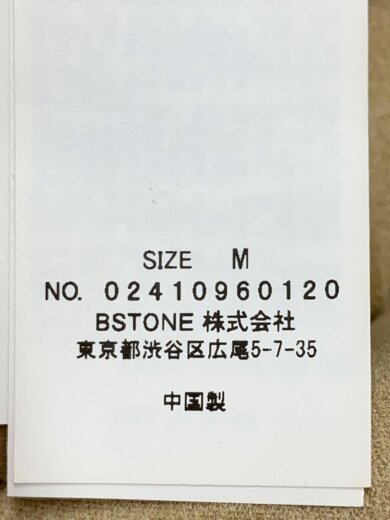 SIZE M
NO. 02410960120
BSTONE 株式会社
東京都渋谷区広尾5-7-35
中国製